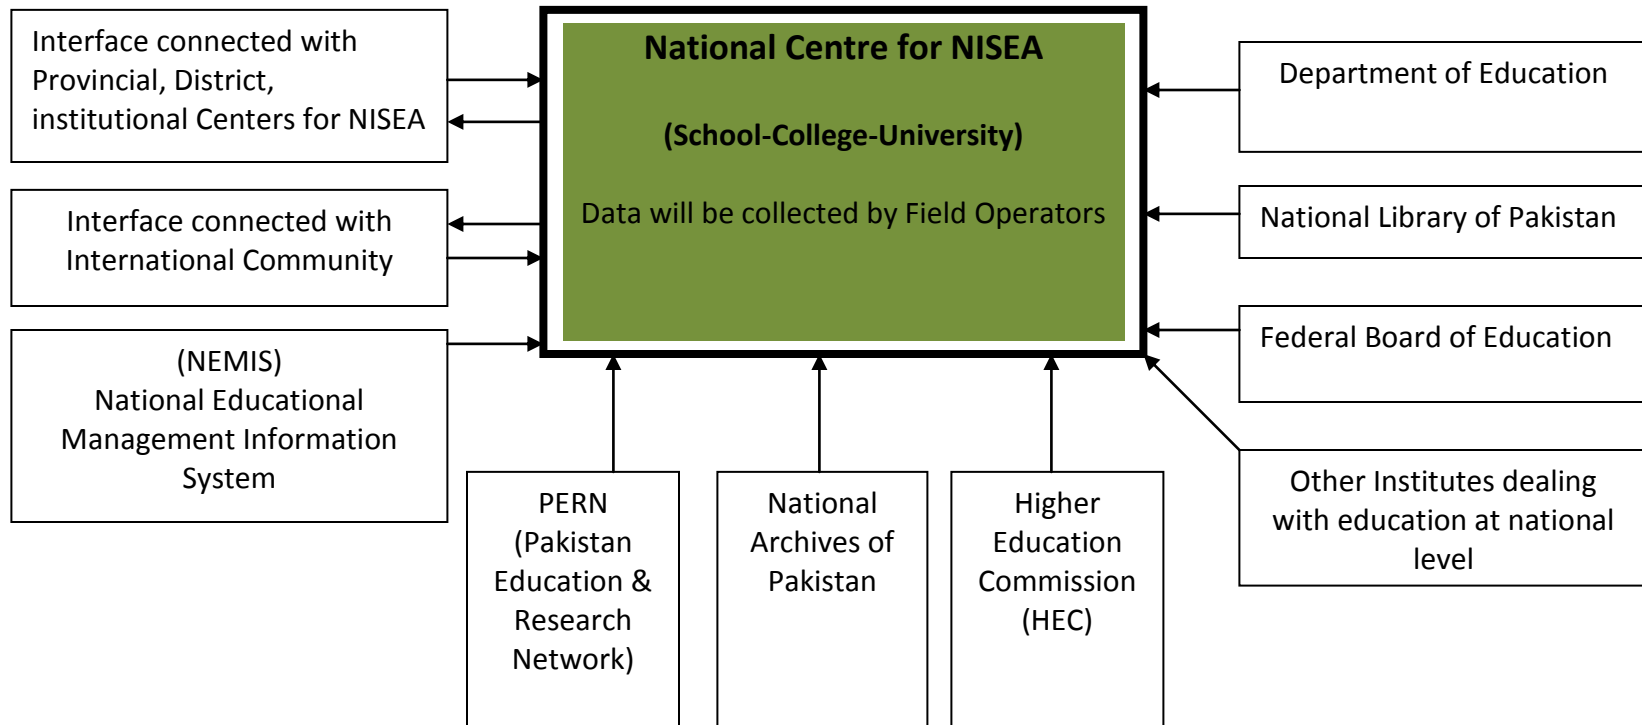 Interface connected with
Provincial, District,
institutional Centers for NISEA
Interface connected with
International Community
(NEMIS)
National Educational
Management Information
System
National Centre for NISEA
(School-College-University)
Data will be collected by Field Operators
Department of Education
National Library of Pakistan
Federal Board of Education
Other Institutes dealing
with education at national
level
PERN
(Pakistan
Education &
Research
Network)
National
Archives of
Pakistan
Higher
Education
Commission
(HEC)